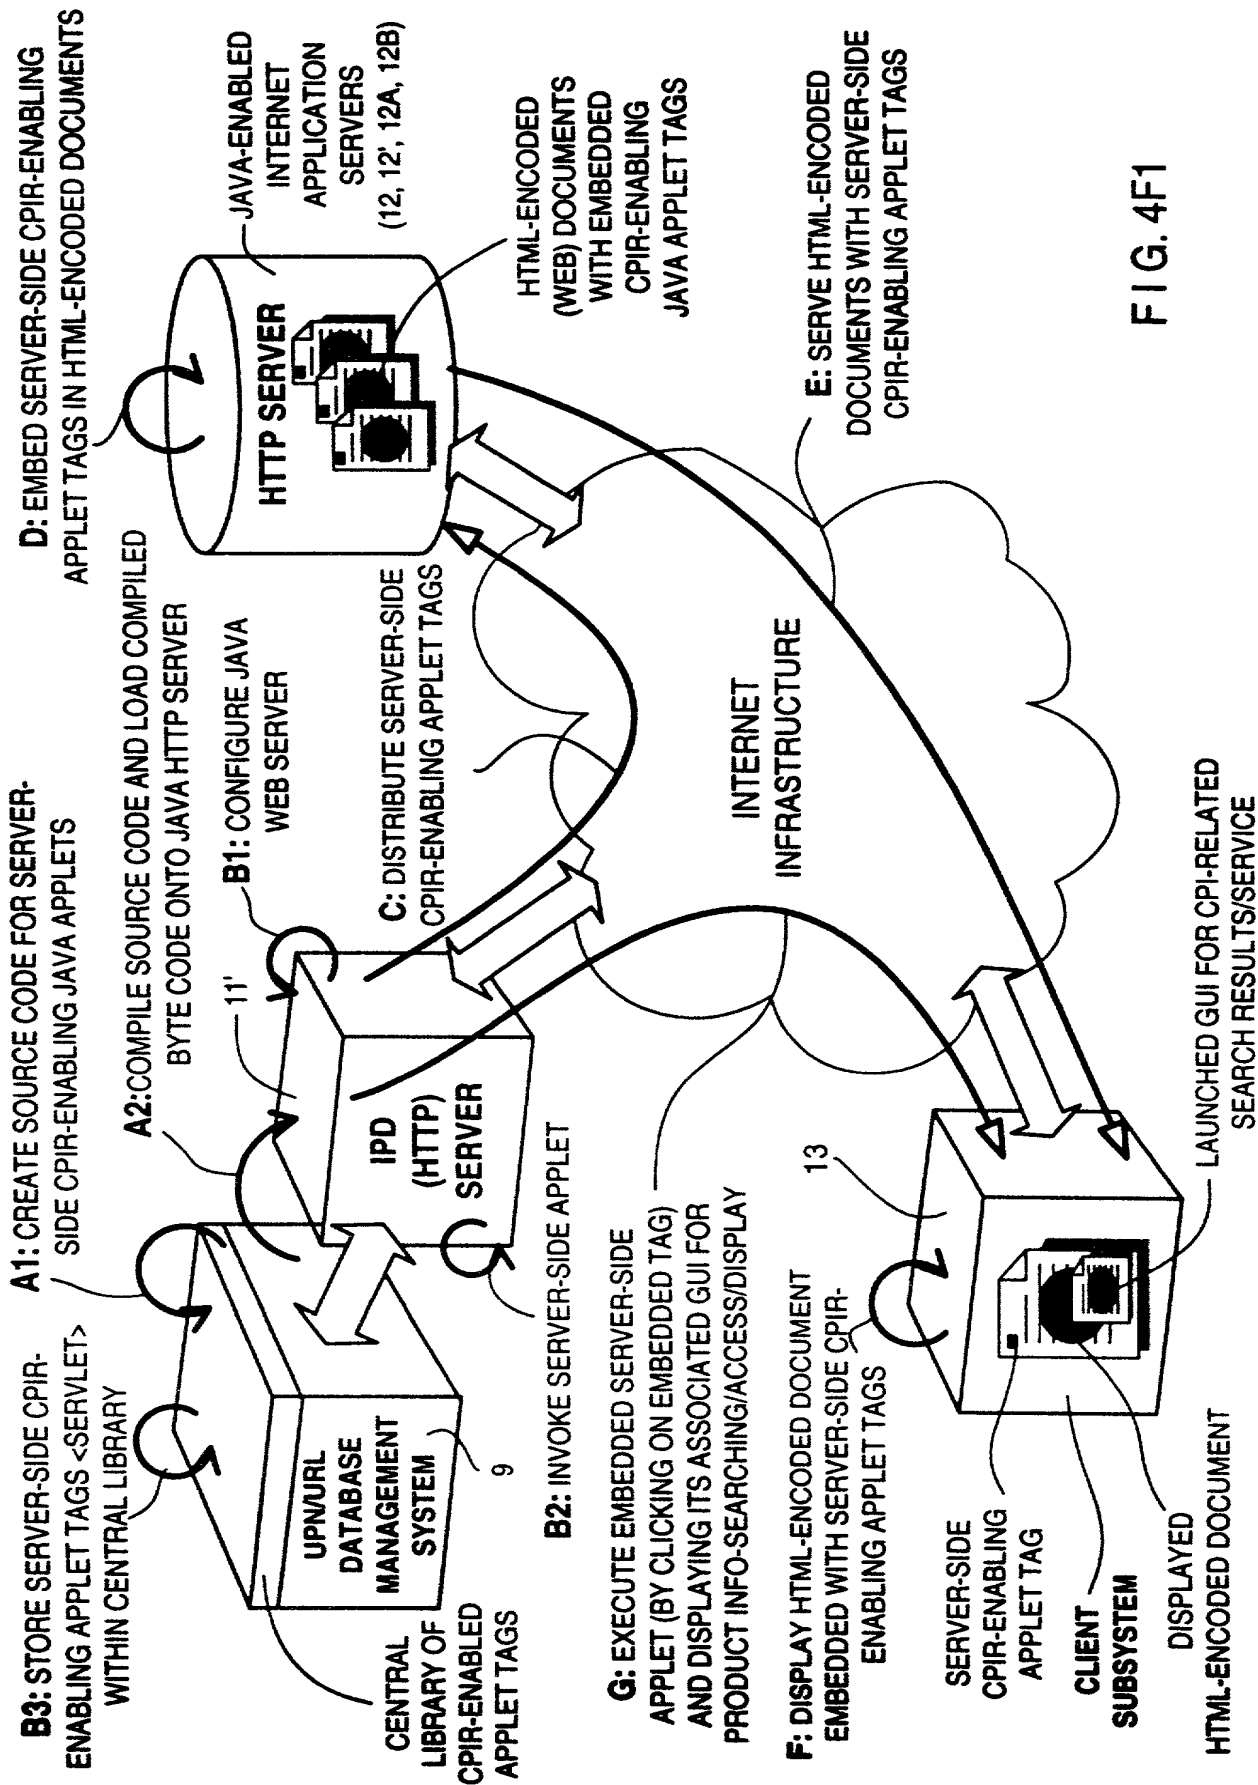 B3: STORE SERVER-SIDE CPIR-
ENABLING APPLET TAGS <SERVLET>
WITHIN CENTRAL LIBRARY
A1: CREATE SOURCE CODE FOR SERVER-
SIDE CPIR-ENABLING JAVA APPLETS
A2:COMPILE SOURCE CODE AND LOAD COMPILED
BYTE CODE ONTO JAVA HTTP SERVER
D: EMBED SERVER-SIDE CPIR-ENABLING
APPLET TAGS IN HTML-ENCODED DOCUMENTS
11'
B1: CONFIGURE JAVA
WEB SERVER
HTTP SERVER
JAVA-ENABLED
INTERNET
APPLICATION
SERVERS
(12, 12', 12A, 12B)
UPN/URL
DATABASE
MANAGEMENT
SYSTEM
9
IPD
(HTTP)
SERVER
C: DISTRIBUTE SERVER-SIDE
CPIR-ENABLING APPLET TAGS
HTML-ENCODED
(WEB) DOCUMENTS
WITH EMBEDDED
CPIR-ENABLING
JAVA APPLET TAGS
CENTRAL
LIBRARY OF
CPIR-ENABLED
APPLET TAGS
B2: INVOKE SERVER-SIDE APPLET
G: EXECUTE EMBEDDED SERVER-SIDE
APPLET (BY CLICKING ON EMBEDDED TAG)
AND DISPLAYING ITS ASSOCIATED GUI FOR
PRODUCT INFO-SEARCHING/ACCESS/DISPLAY
INTERNET
INFRASTRUCTURE
E: SERVE HTML-ENCODED
DOCUMENTS WITH SERVER-SIDE
CPIR-ENABLING APPLET TAGS
F: DISPLAY HTML-ENCODED DOCUMENT
EMBEDDED WITH SERVER-SIDE CPIR-
ENABLING APPLET TAGS
13
SERVER-SIDE
CPIR-ENABLING
APPLET TAG
CLIENT
SUBSYSTEM
DISPLAYED
HTML-ENCODED DOCUMENT
LAUNCHED GUI FOR CPI-RELATED
SEARCH RESULTS/SERVICE
FIG. 4F1